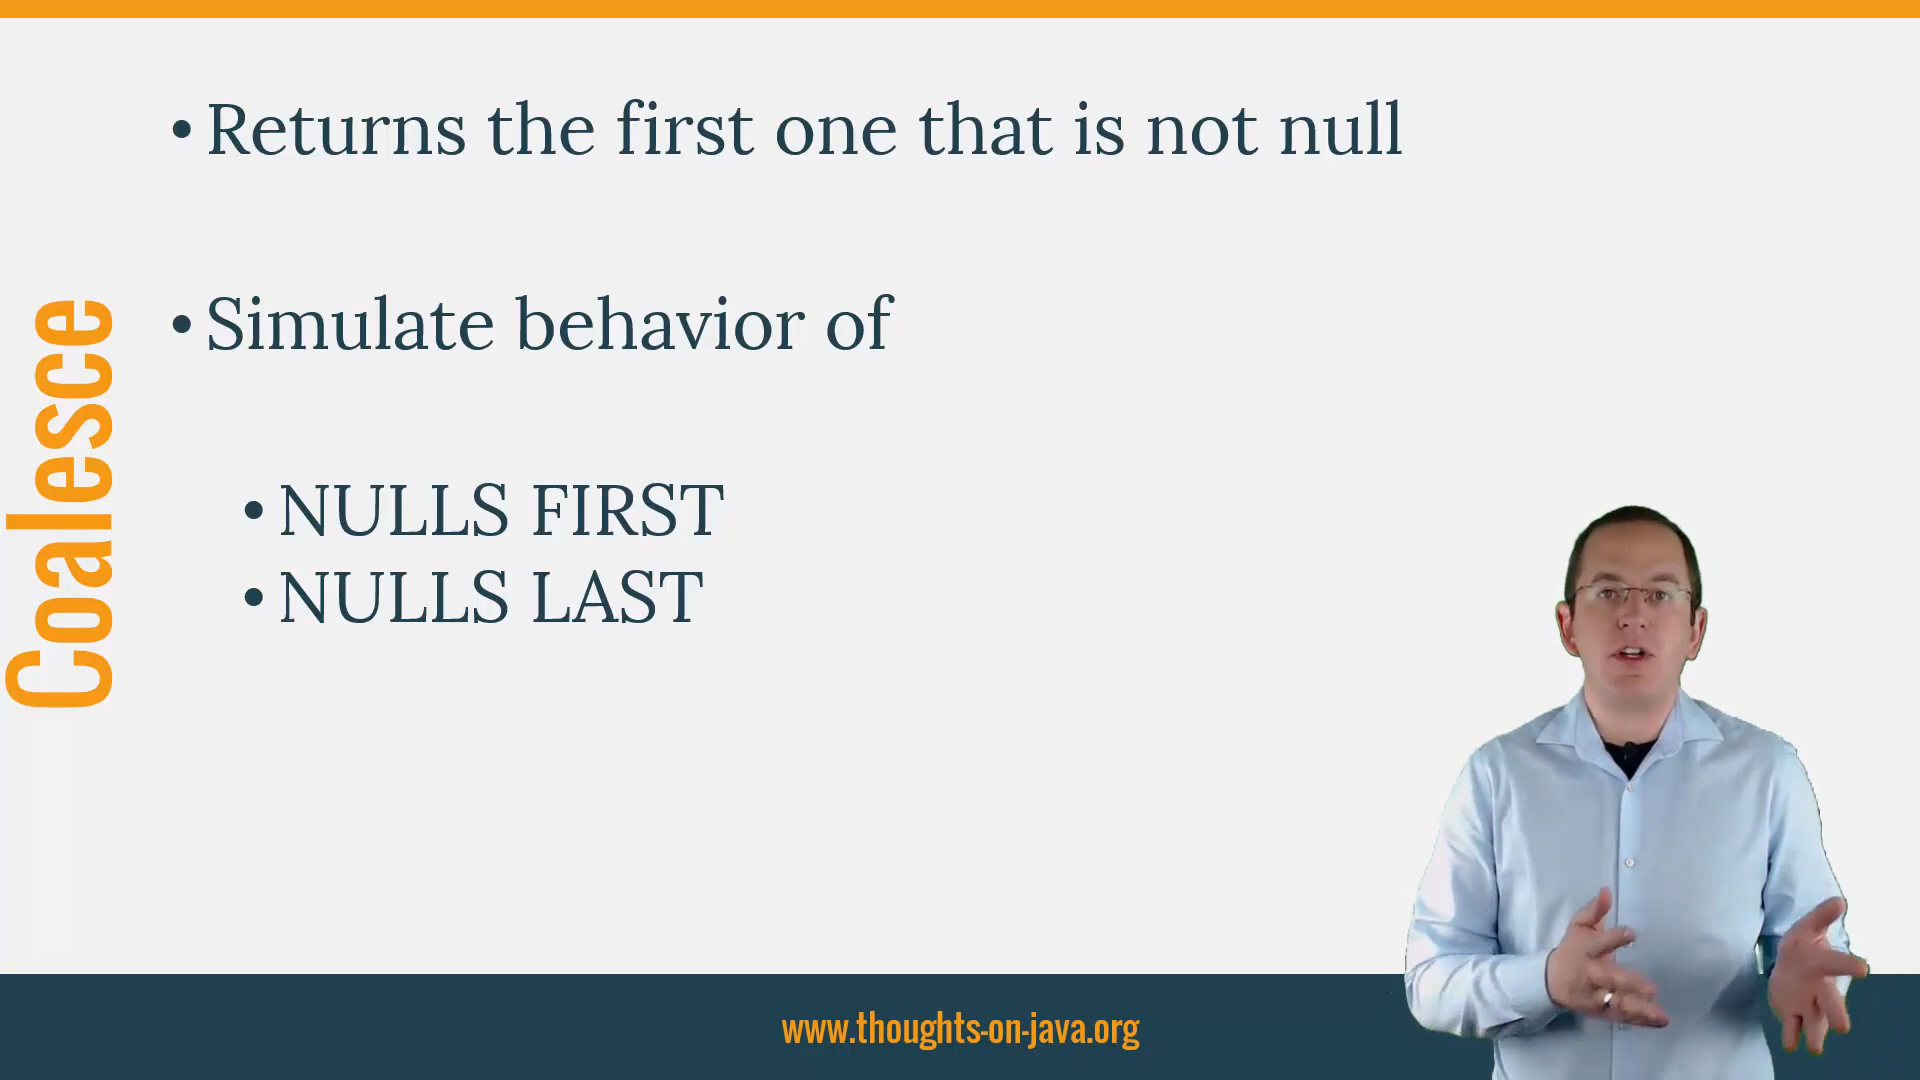 Coalesce
• Returns the first one that is not null
• Simulate behavior of
• NULLS FIRST
• NULLS LAST
www.thoughts-on-java.org